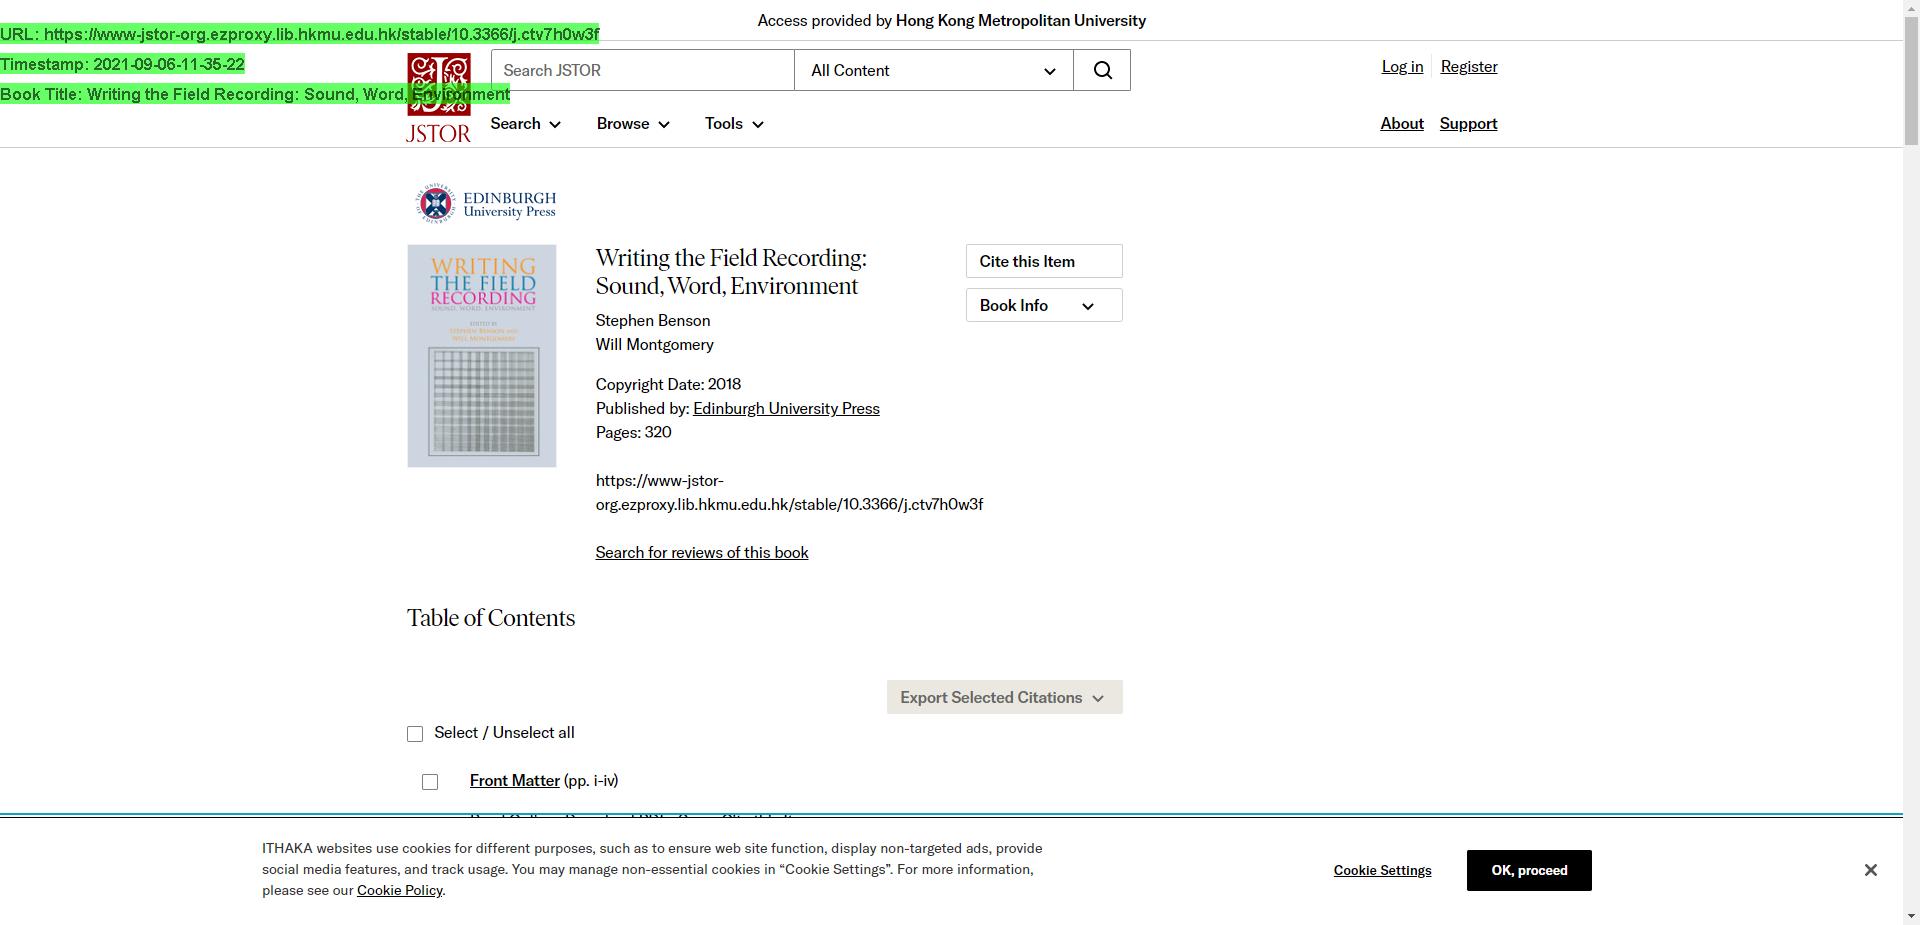 Access provided by Hong Kong Metropolitan University
URL: https://www-jstor-org.ezproxy.lib.hkmu.edu.hk/stable/10.3366/j.ctv7h0w3f
Timestamp: 2021-09-06-11-35-22
Book Title: Writing the Field Recording: Sound, Word, Environment
JSTOR
Search JSTOR
All Content
Log in
Register
Search
Browse
Tools
About
Support
EDINBURGH
University Press
WRITING
THE FIELD
RECORDING
SOUND, WORD, ENVIRONMENT
EDITED BY
STEPHEN BENSON AND
WILL MONTGOMERY
Writing the Field Recording:
Sound, Word, Environment
Stephen Benson
Will Montgomery
Copyright Date: 2018
Published by: Edinburgh University Press
Pages: 320
https://www-jstor-
org.ezproxy.lib.hkmu.edu.hk/stable/10.3366/j.ctv7h0w3f
Search for reviews of this book
Cite this Item
Book Info
Table of Contents
Export Selected Citations
Select / Unselect all
Front Matter (pp. i-iv)
ITHAKA websites use cookies for different purposes, such as to ensure web site function, display non-targeted ads, provide
social media features, and track usage. You may manage non-essential cookies in “Cookie Settings”. For more information,
please see our Cookie Policy.
Cookie Settings
OK, proceed